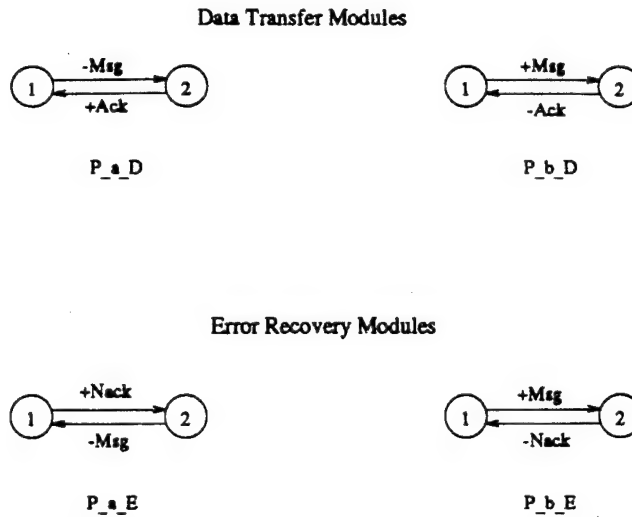 Data Transfer Modules
-Msg
1
2
+Ack
P_a_D
+Msg
1
2
-Ack
P_b_D
Error Recovery Modules
+Nack
1
2
-Msg
P_a_E
+Msg
1
2
-Nack
P_b_E